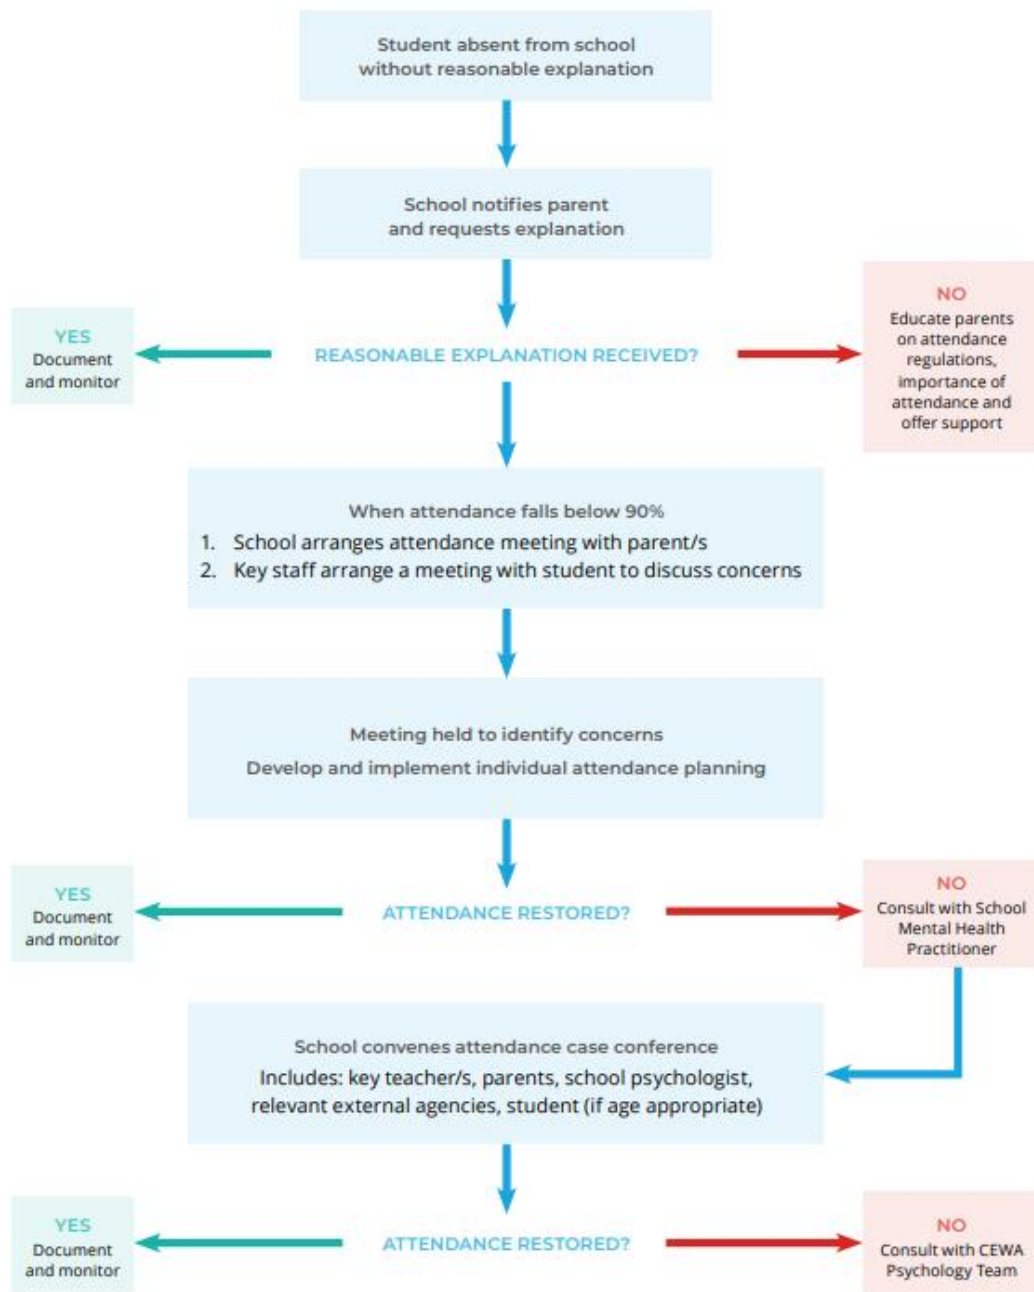 Student absent from school
without reasonable explanation
School notifies parent
and requests explanation
YES
Document
and monitor
REASONABLE EXPLANATION RECEIVED?
NO
Educate parents
on attendance
regulations,
importance of
attendance and
offer support
When attendance falls below 90%
1. School arranges attendance meeting with parent/s
2. Key staff arrange a meeting with student to discuss concerns
Meeting held to identify concerns
Develop and implement individual attendance planning
YES
Document
and monitor
ATTENDANCE RESTORED?
NO
Consult with School
Mental Health
Practitioner
School convenes attendance case conference
Includes: key teacher/s, parents, school psychologist,
relevant external agencies, student (if age appropriate)
YES
Document
and monitor
ATTENDANCE RESTORED?
NO
Consult with CEWA
Psychology Team